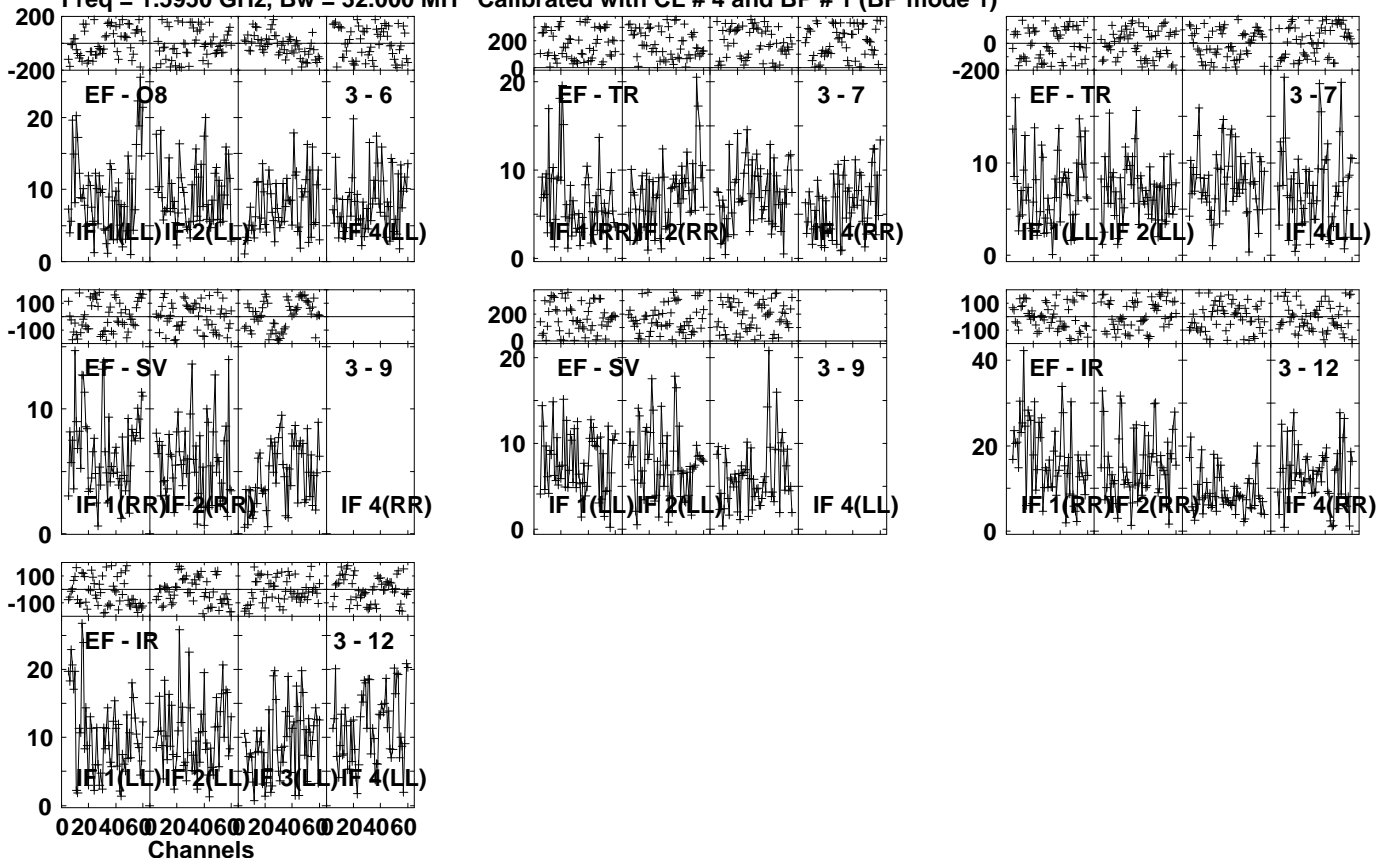 Freq = 1.5950 GHz, Bw = 32.000 MH Calibrated with CL # 4 and BP # 1 (BP mode 1)
200
0
-200
EF - O8 3 - 6
20
10
0
IF 1(LL) IF 2(LL) IF 4(LL)
200
0
EF - TR 3 - 7
20
10
0
IF 1(RR) IF 2(RR) IF 4(RR)
0
-200
EF - TR 3 - 7
20
10
0
IF 1(LL) IF 2(LL) IF 4(LL)
100
-100
EF - SV 3 - 9
10
0
IF 1(RR) IF 2(RR) IF 4(RR)
200
0
EF - SV 3 - 9
20
10
0
IF 1(LL) IF 2(LL) IF 4(LL)
100
-100
EF - IR 3 - 12
40
20
0
IF 1(RR) IF 2(RR) IF 4(RR)
100
-100
EF - IR 3 - 12
20
10
0
IF 1(LL) IF 2(LL) IF 3(LL) IF 4(LL)
0 20 40 60 0 20 40 60 0 20 40 60 0 20 40 60
Channels